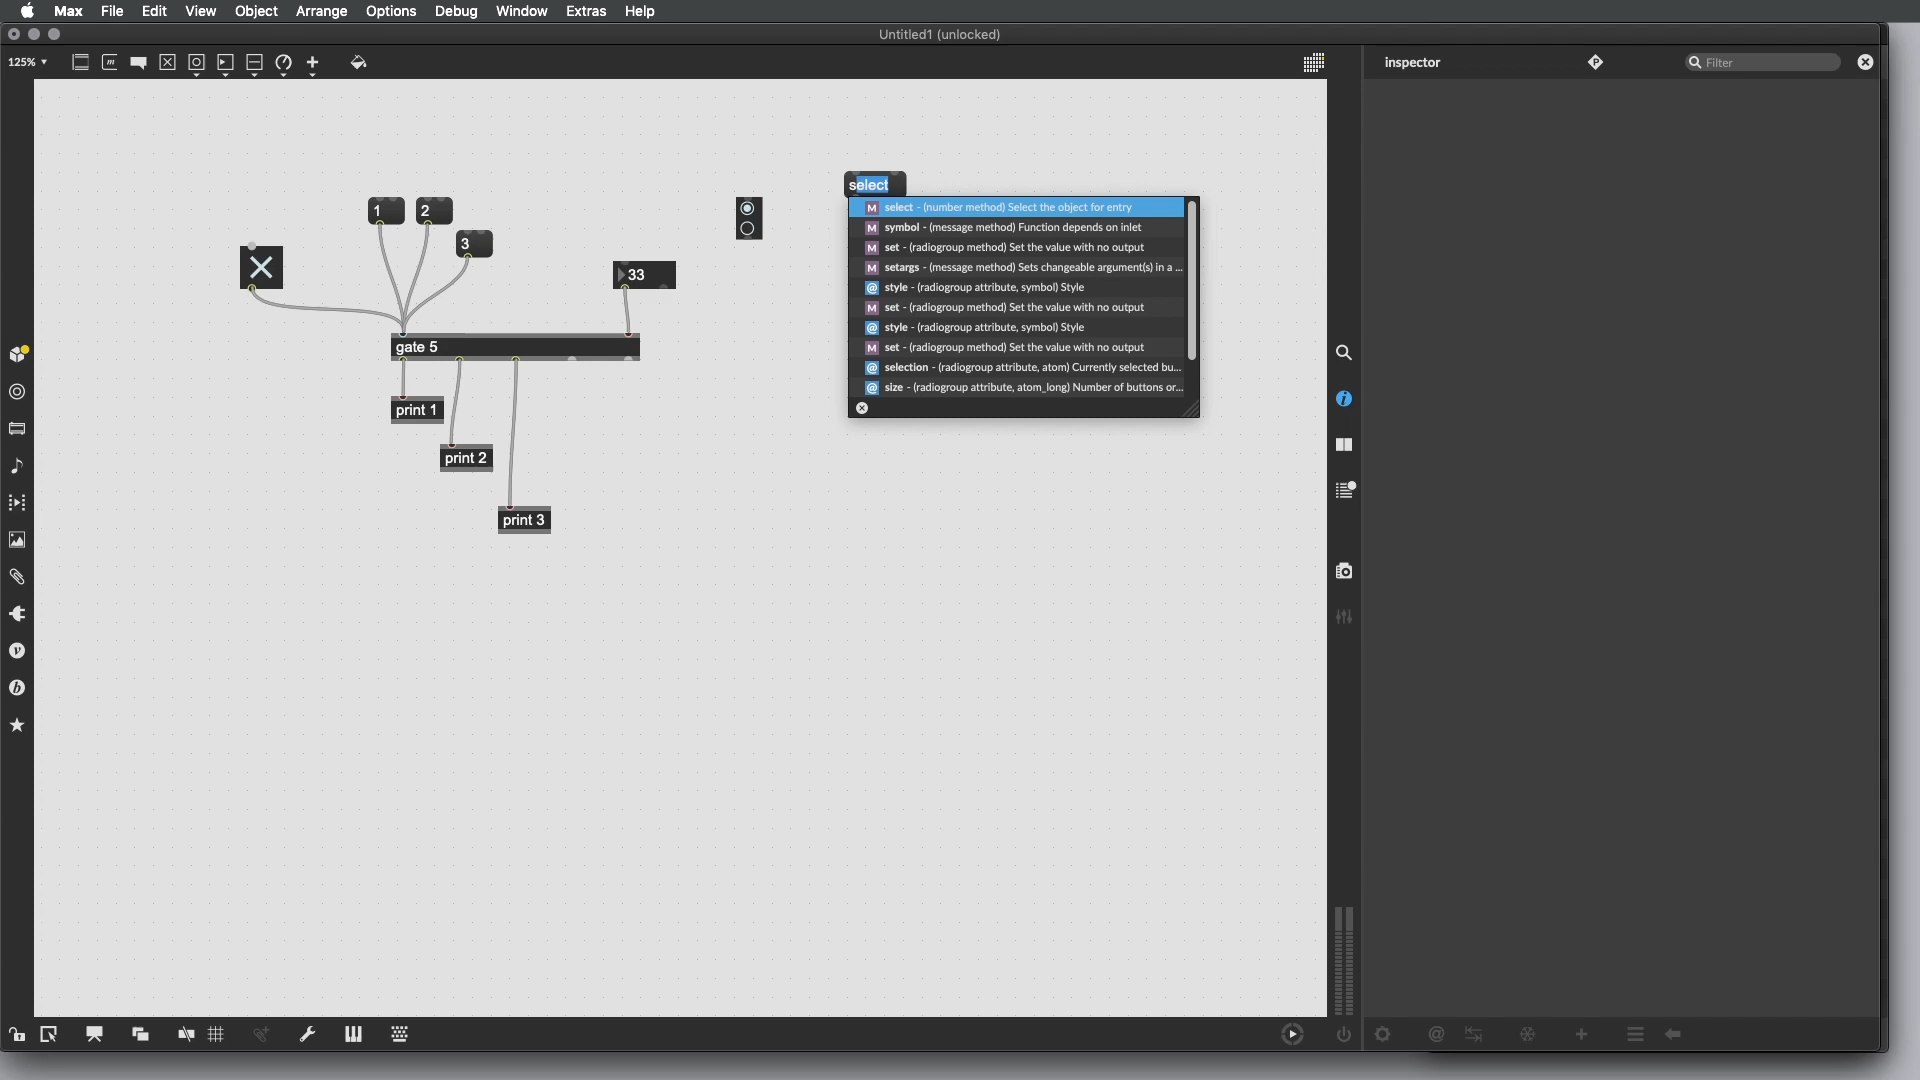 Max File Edit View Object Arrange Options Debug Window Extras Help
Untitled1 (unlocked)
125%
inspector
Filter
select
1
2
3
33
gate 5
print 1
print 2
print 3
M select - (number method) Select the object for entry
M symbol - (message method) Function depends on inlet
M set - (radiogroup method) Set the value with no output
M setargs - (message method) Sets changeable argument(s) in a ...
@ style - (radiogroup attribute, symbol) Style
M set - (radiogroup method) Set the value with no output
@ style - (radiogroup attribute, symbol) Style
M set - (radiogroup method) Set the value with no output
@ selection - (radiogroup attribute, atom) Currently selected bu...
@ size - (radiogroup attribute, atom_long) Number of buttons or...